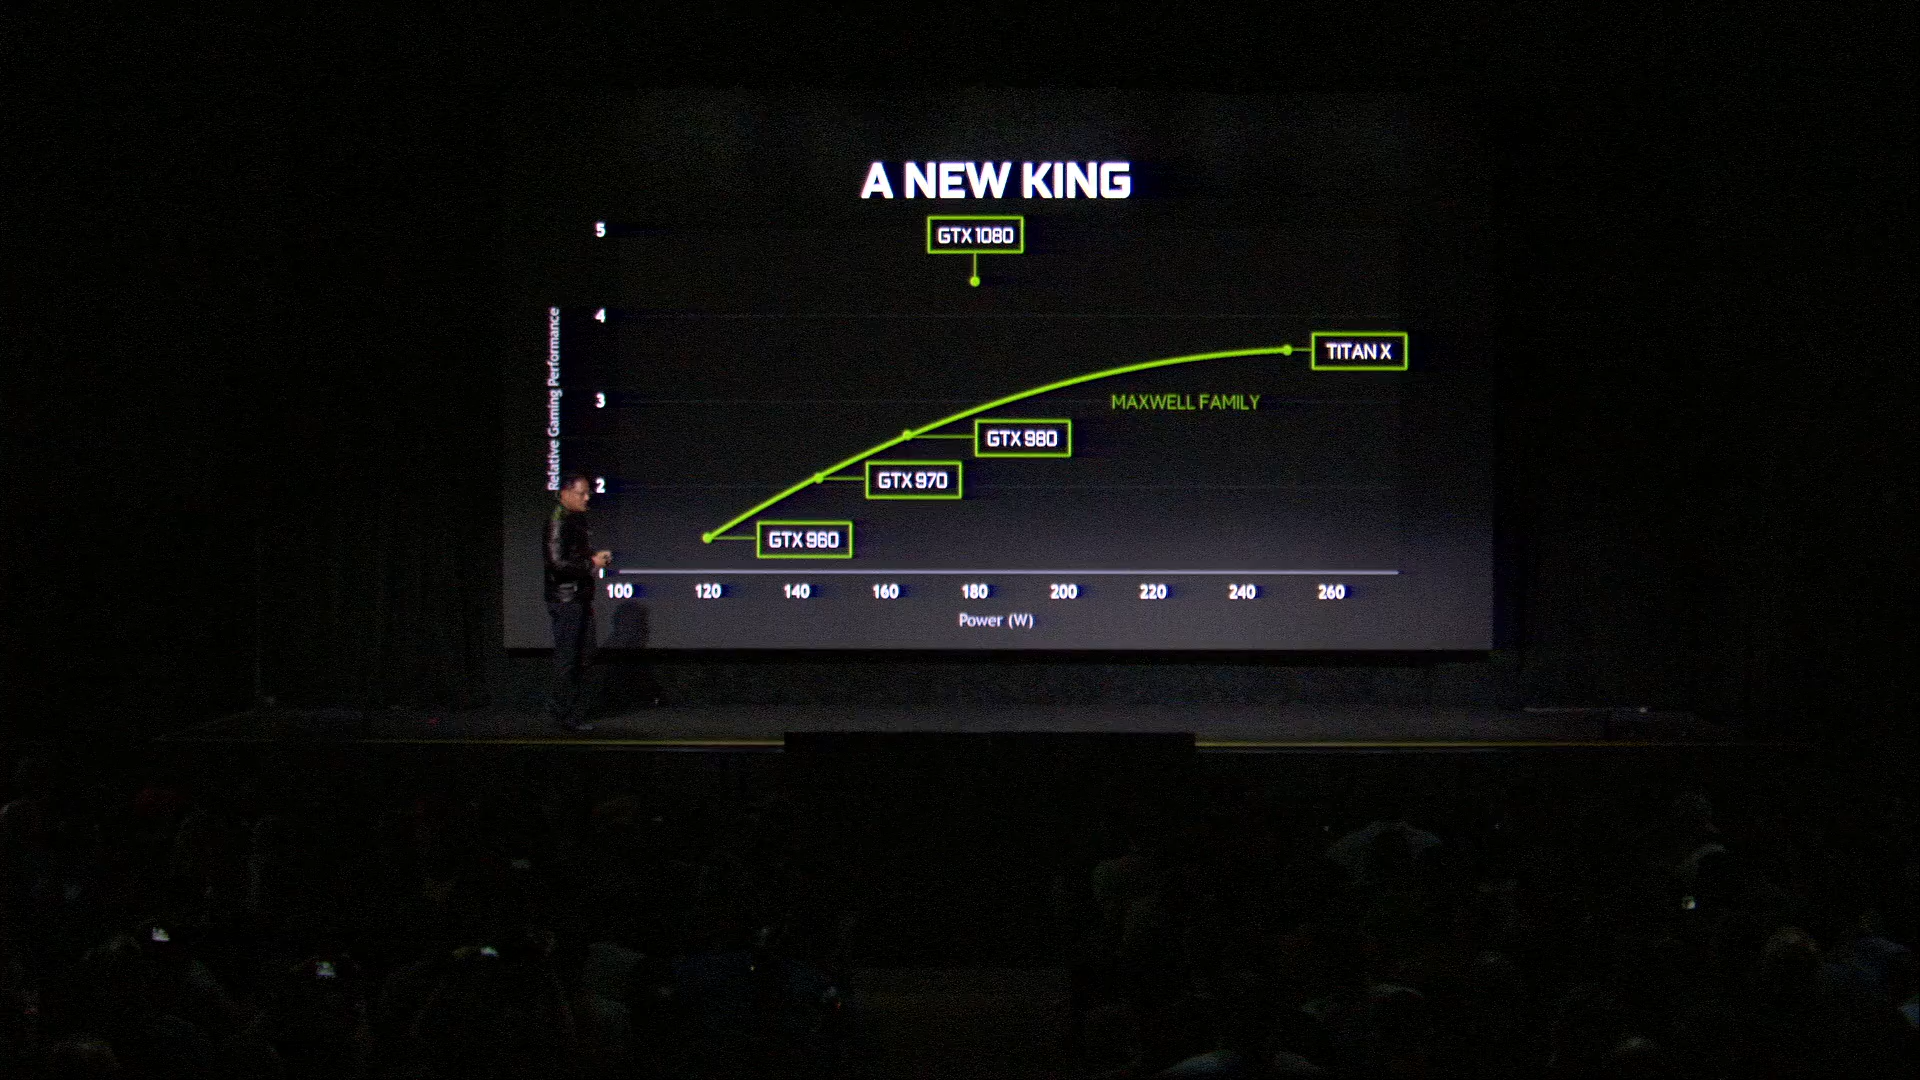 A NEW KING
5
GTX 1080
4
TITAN X
Relative Gaming Performance
3
MAXWELL FAMILY
GTX 980
GTX 970
2
GTX 960
100 120 140 160 180 200 220 240 260
Power (W)